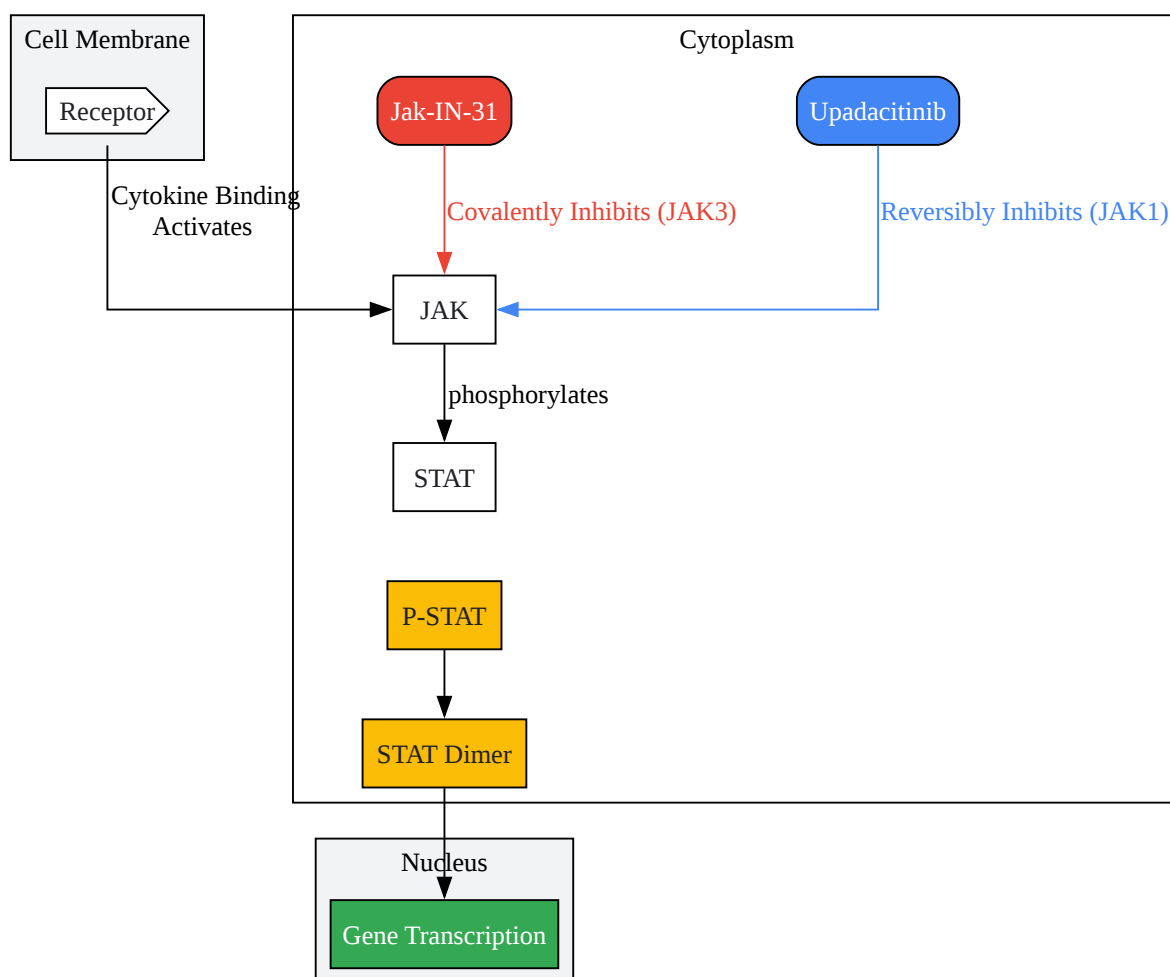 Cell Membrane
Cytoplasm
Receptor
Jak-IN-31
Upadacitinib
Cytokine Binding
Activates
Covalently Inhibits (JAK3)
Reversibly Inhibits (JAK1)
JAK
phosphorylates
STAT
P-STAT
STAT Dimer
Nucleus
Gene Transcription